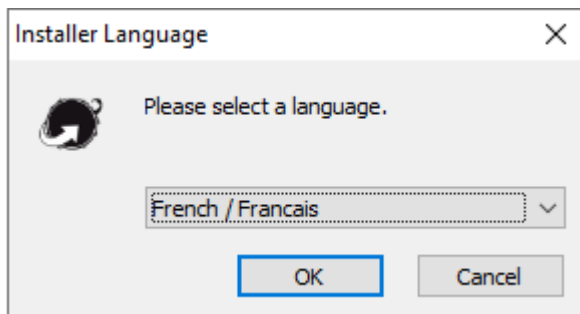 Installer Language
Please select a language.
French / Francais
OK
Cancel